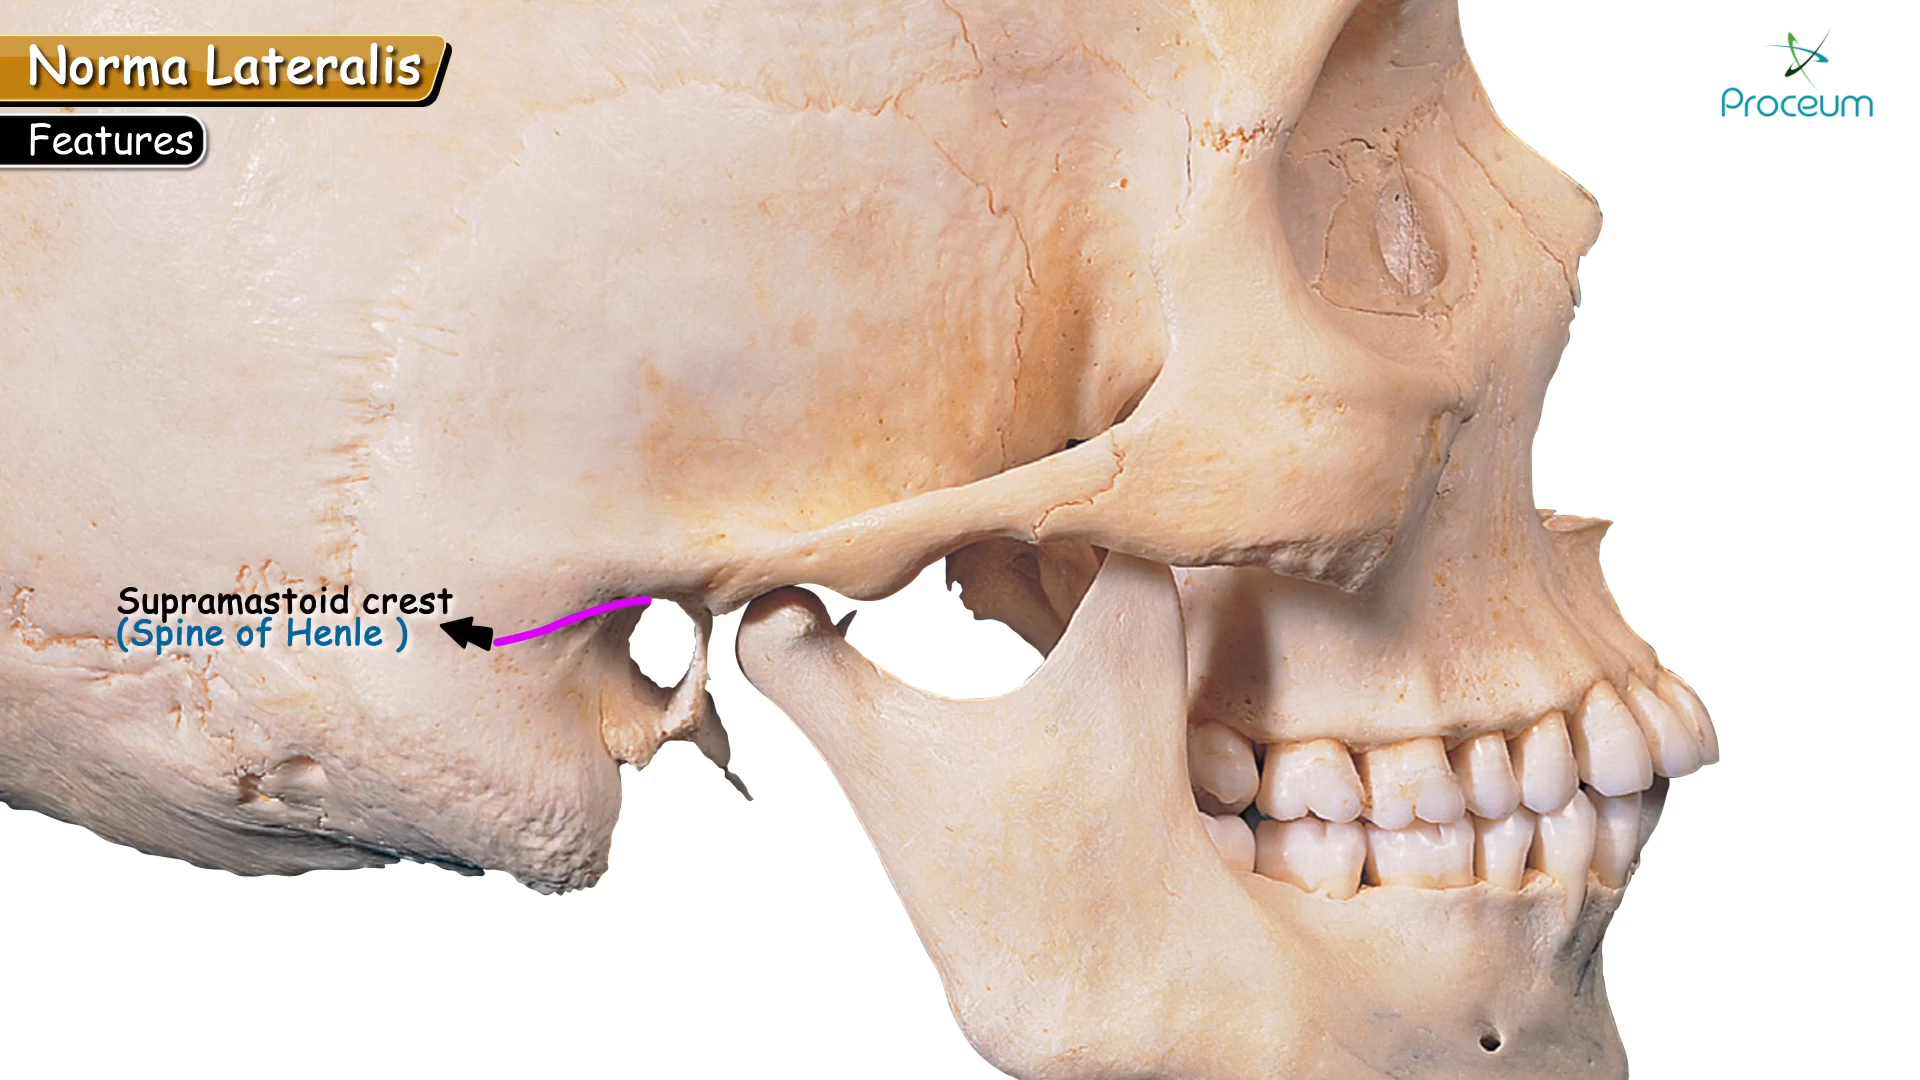 Norma Lateralis
Features
Proceum
Supramastoid crest
(Spine of Henle )